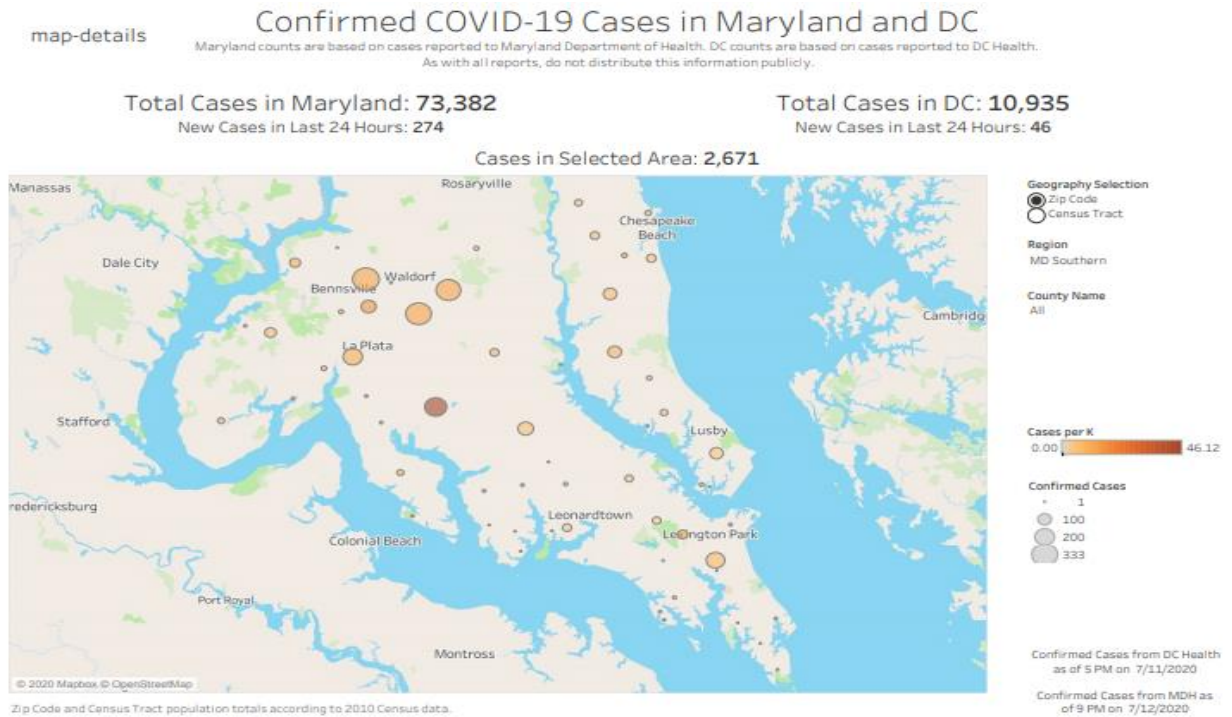 map-details
Confirmed COVID-19 Cases in Maryland and DC
Maryland counts are based on cases reported to Maryland Department of Health. DC counts are based on cases reported to DC Health.
As with all reports, do not distribute this information publicly.
Total Cases in Maryland: 73,382
New Cases in Last 24 Hours: 274
Total Cases in DC: 10,935
New Cases in Last 24 Hours: 46
Cases in Selected Area: 2,671
Manassas
Rosaryville
Chesapeake
Beach
Dale City
Waldorf
Bennsville
Cambridg
La Plata
Stafford
Lusby
redericksburg
Leonardtown
Colonial Beach
Lexington Park
Port Royal
Montross
© 2020 Mapbox © OpenStreetMap
Geography Selection
Zip Code
Census Tract
Region
MD Southern
County Name
All
Cases per K
0.00 46.12
Confirmed Cases
1
100
200
333
Confirmed Cases from DC Health
as of 5 PM on 7/11/2020
Confirmed Cases from MDH as
of 9 PM on 7/12/2020
Zip Code and Census Tract population totals according to 2010 Census data.